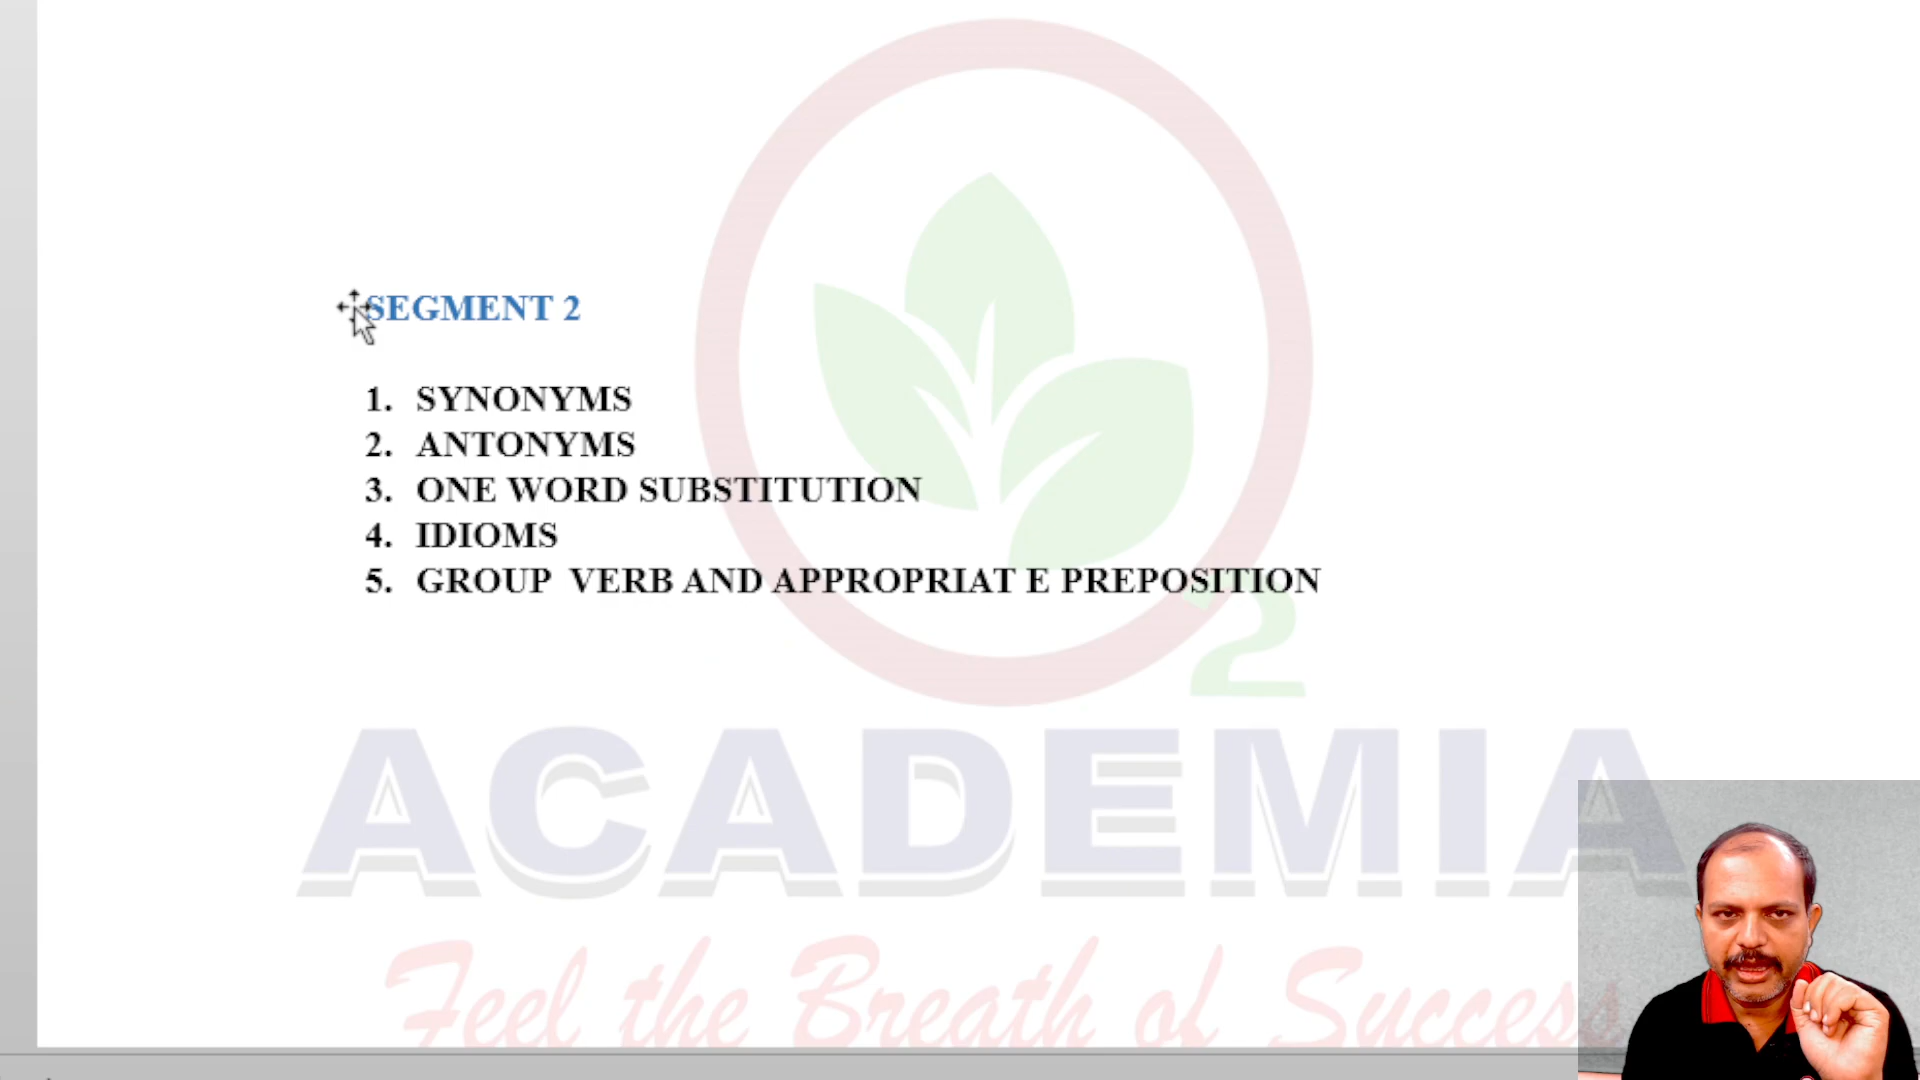 SEGMENT 2
1. SYNONYMS
2. ANTONYMS
3. ONE WORD SUBSTITUTION
4. IDIOMS
5. GROUP VERB AND APPROPRIAT E PREPOSITION
2
ACADEMIA
Feel the Breath of Success